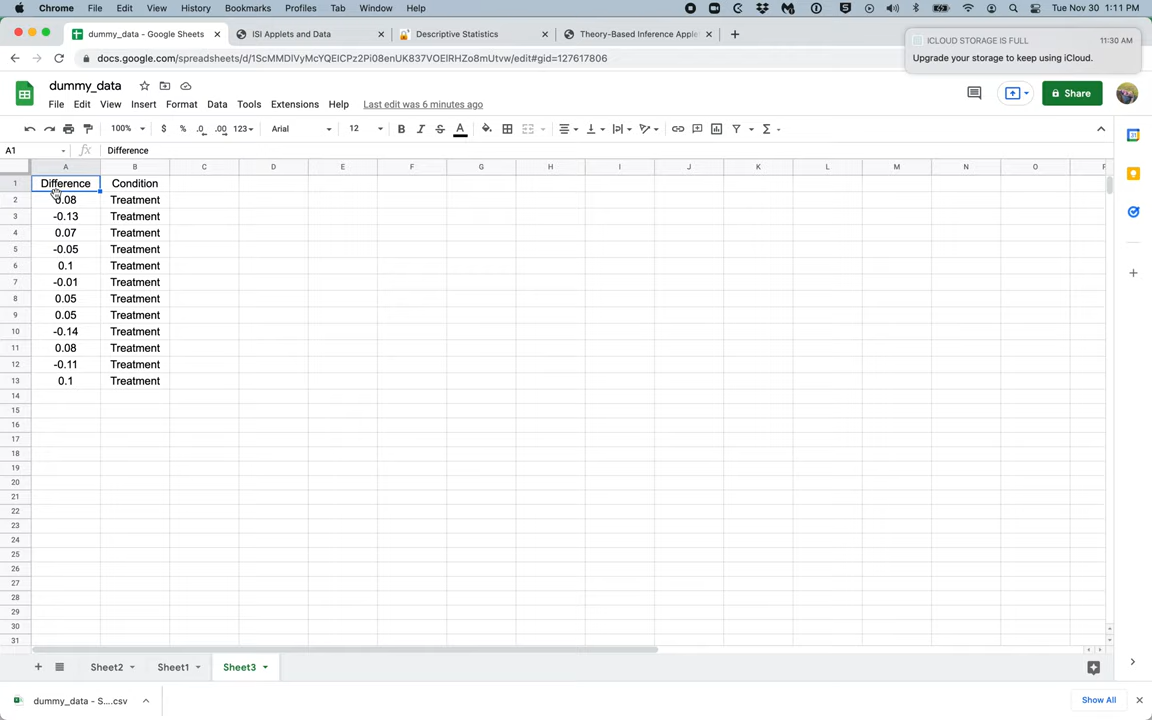 Chrome File Edit View History Bookmarks Profiles Tab Window Help Tue Nov 30 1:11 PM
dummy_data - Google Sheets ISI Applets and Data Descriptive Statistics Theory-Based Inference Apple
docs.google.com/spreadsheets/d/1ScMMDIVyMcYQEICPz2Pi08enUK837VOElRHZo8mUtvw/edit#gid=127617806
ICLOUD STORAGE IS FULL 11:30 AM
Upgrade your storage to keep using iCloud.
dummy_data
File Edit View Insert Format Data Tools Extensions Help Last edit was 6 minutes ago
Share
100% $ % .0 .00 123 Arial 12 B I S A
A1 fx Difference
A B C D E F G H I J K L M N O P
1 Difference Condition
2 0.08 Treatment
3 -0.13 Treatment
4 0.07 Treatment
5 -0.05 Treatment
6 0.1 Treatment
7 -0.01 Treatment
8 0.05 Treatment
9 0.05 Treatment
10 -0.14 Treatment
11 0.08 Treatment
12 -0.11 Treatment
13 0.1 Treatment
14
15
16
17
18
19
20
21
22
23
24
25
26
27
28
29
30
31
Sheet2 Sheet1 Sheet3
dummy_data - S....csv Show All